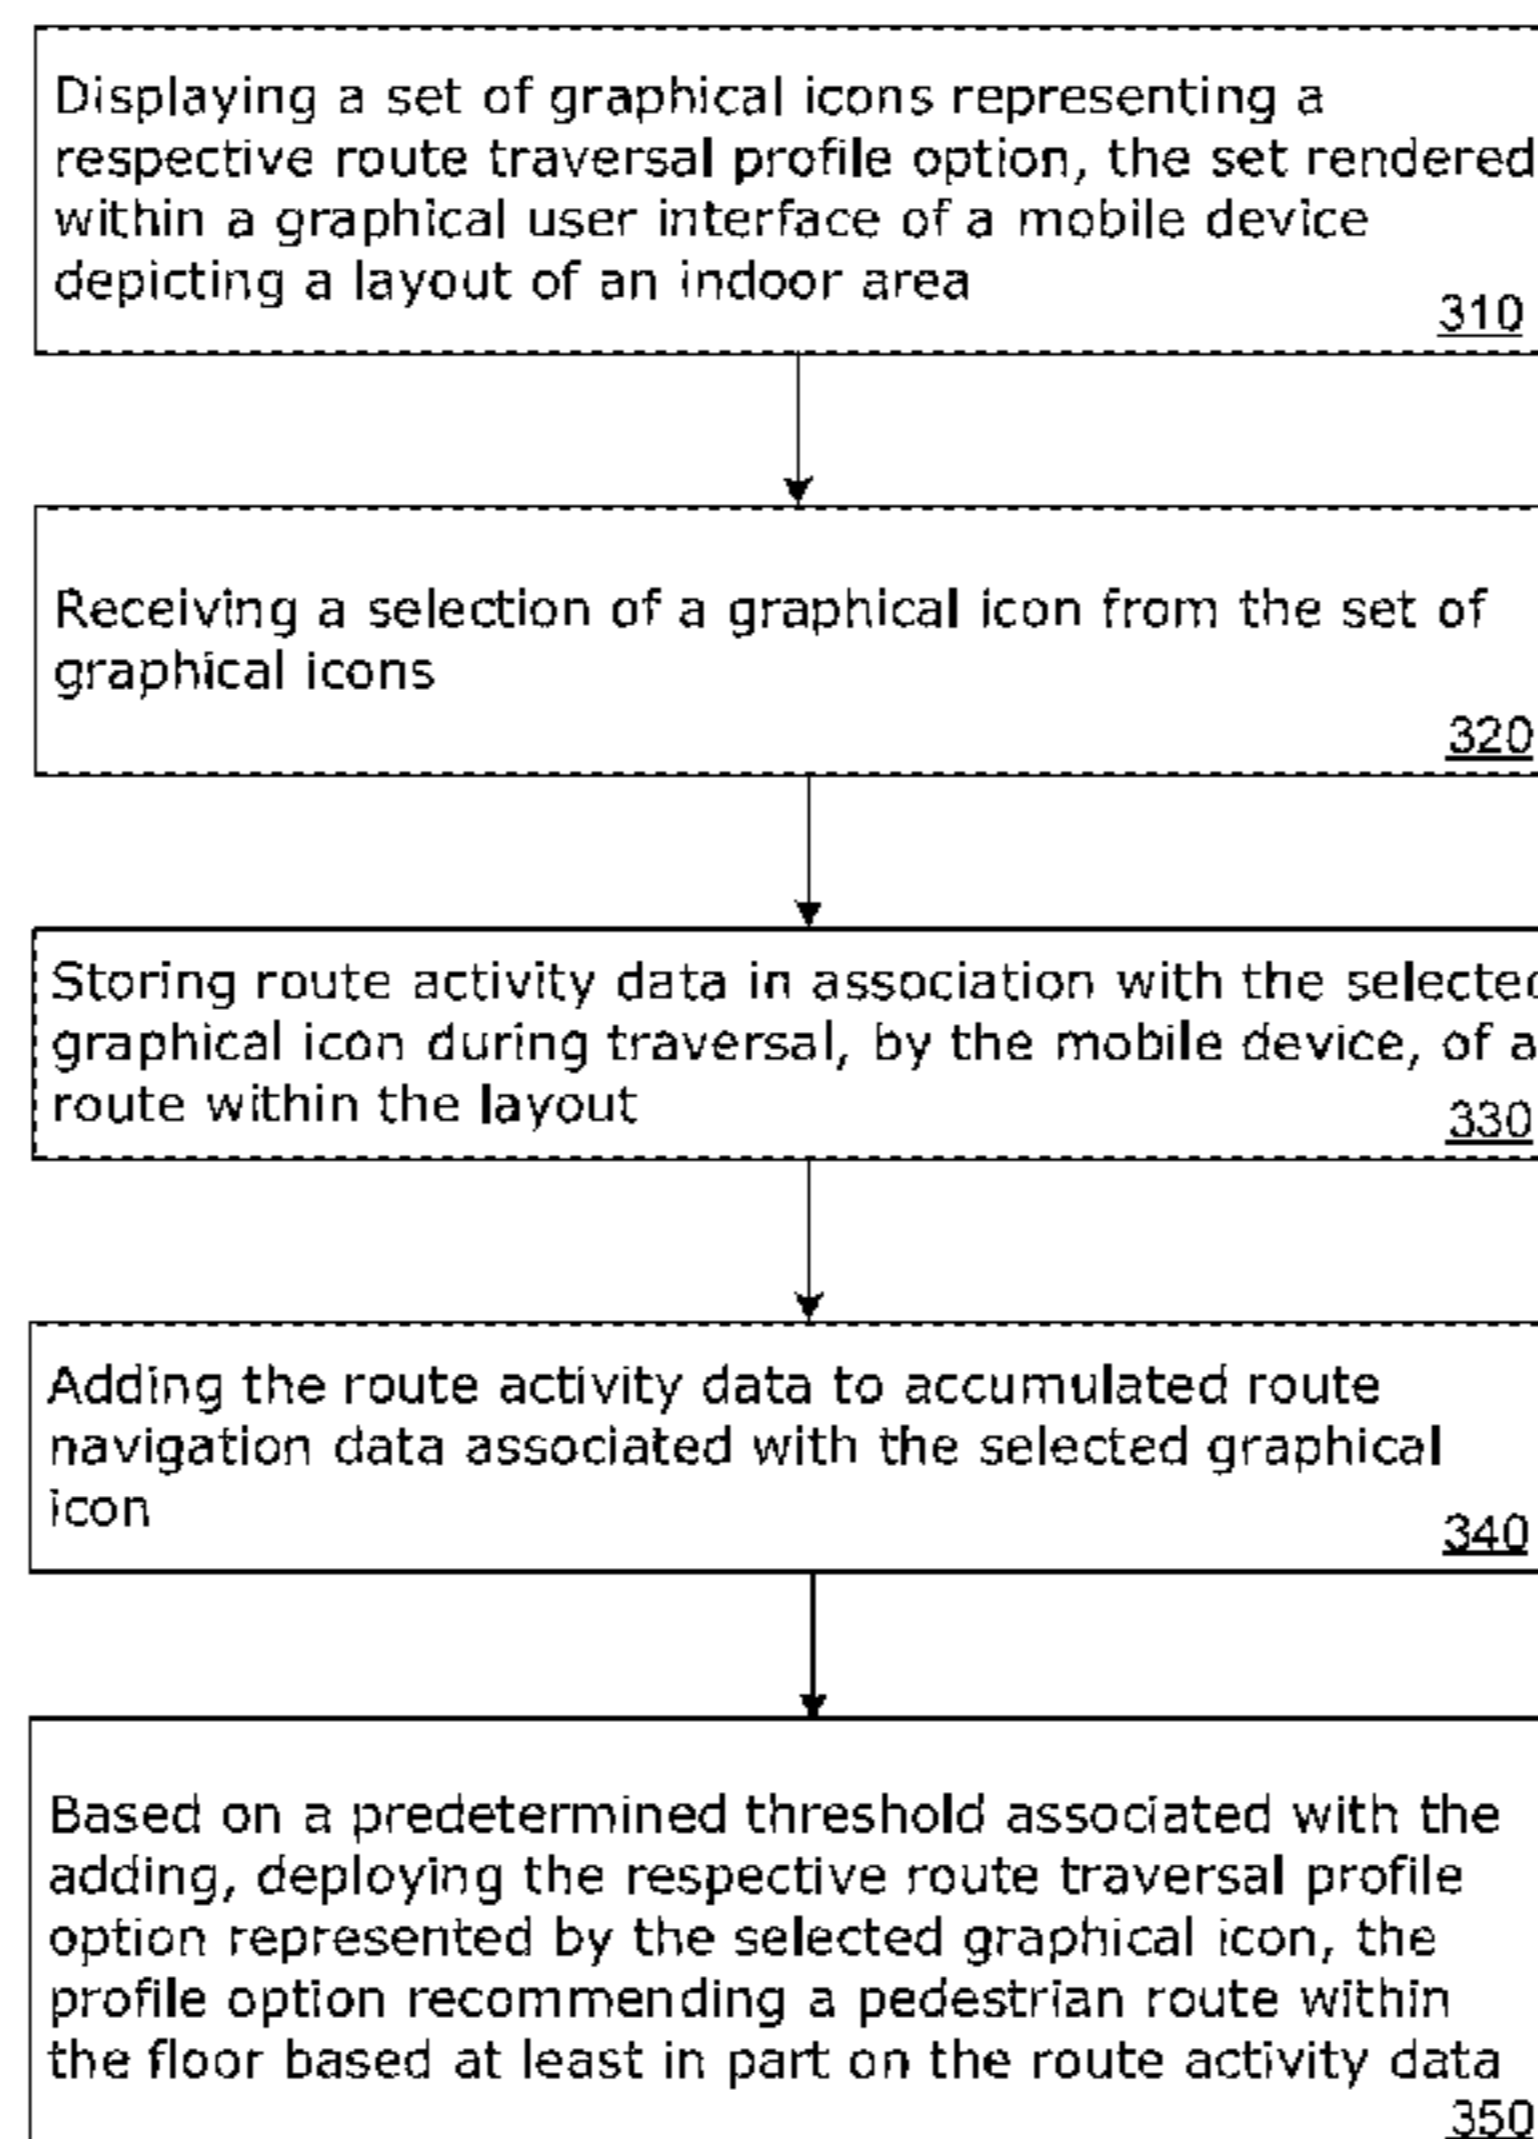 Displaying a set of graphical icons representing a
respective route traversal profile option, the set rendered
within a graphical user interface of a mobile device
depicting a layout of an indoor area
310
Receiving a selection of a graphical icon from the set of
graphical icons
320
Storing route activity data in association with the selected
graphical icon during traversal, by the mobile device, of a
route within the layout
330
Adding the route activity data to accumulated route
navigation data associated with the selected graphical
icon
340
Based on a predetermined threshold associated with the
adding, deploying the respective route traversal profile
option represented by the selected graphical icon, the
profile option recommending a pedestrian route within
the floor based at least in part on the route activity data
350